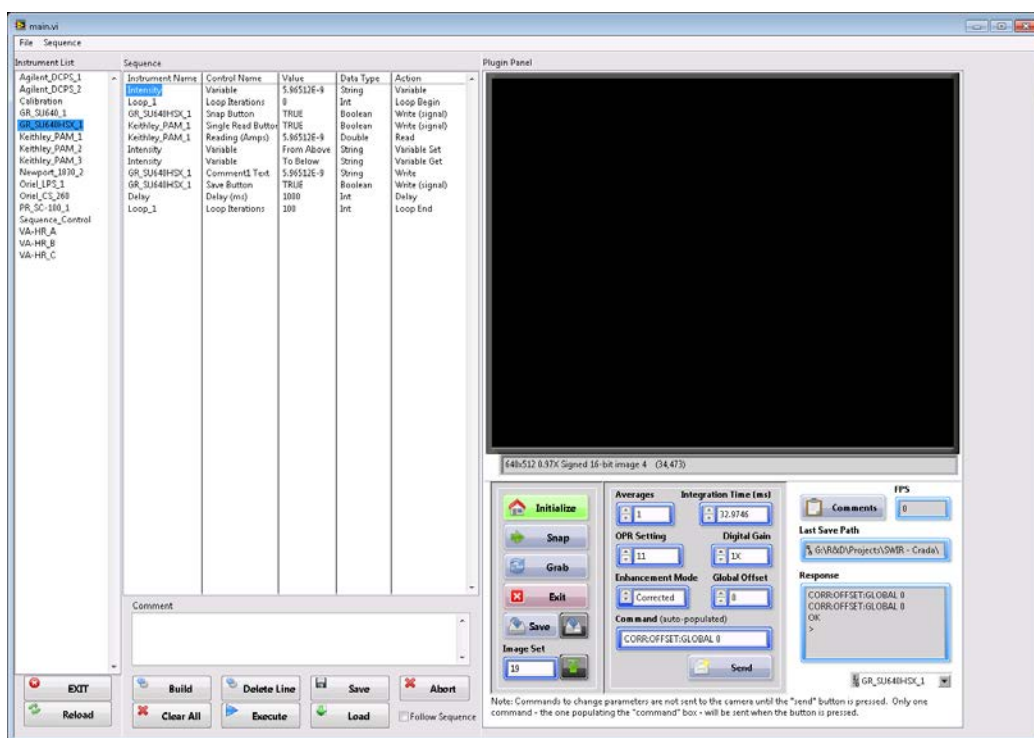 main.vi
File Sequence
Instrument List
Agilent_DCPS_1
Agilent_DCPS_2
Calibration
GR_SU640_1
GR_SU640HSX_1
Keithley_PAM_1
Keithley_PAM_2
Keithley_PAM_3
Newport_1830_2
Oriel_LPS_1
Oriel_CS_260
PR_SC-100_1
Sequence_Control
VA-HR_A
VA-HR_B
VA-HR_C
EXIT
Reload
Sequence
Instrument Name Control Name Value Data Type Action
Intensity Variable 5.96512E-9 String Variable
Loop_1 Loop Iterations 0 Int Loop Begin
GR_SU640HSX_1 Snap Button TRUE Boolean Write (signal)
Keithley_PAM_1 Single Read Button TRUE Boolean Write (signal)
Keithley_PAM_1 Reading (Amps) 5.96512E-9 Double Read
Intensity Variable From Above String Variable Set
Intensity Variable To Below String Variable Get
GR_SU640HSX_1 Comment1 Text 5.96512E-9 String Write
GR_SU640HSX_1 Save Button TRUE Boolean Write (signal)
Delay Delay (ms) 1000 Int Delay
Loop_1 Loop Iterations 100 Int Loop End
Comment
Build Delete Line Save Abort
Clear All Execute Load Follow Sequence
Plugin Panel
640x512 0.97X Signed 16-bit image 4 (34,473)
Initialize
Snap
Grab
Exit
Save
Image Set
19
Averages Integration Time (ms)
1 32.9746
OPR Setting Digital Gain
11 1X
Enhancement Mode Global Offset
Corrected 0
Command (auto-populated)
CORR:OFFSET:GLOBAL 0
Send
FPS
Comments 0
Last Save Path
G:\R&D\Projects\SWIR - Crada\
Response
CORR:OFFSET:GLOBAL 0
CORR:OFFSET:GLOBAL 0
OK
>
GR_SU640HSX_1
Note: Commands to change parameters are not sent to the camera until the "send" button is pressed. Only one
command - the one populating the "command" box - will be sent when the button is pressed.